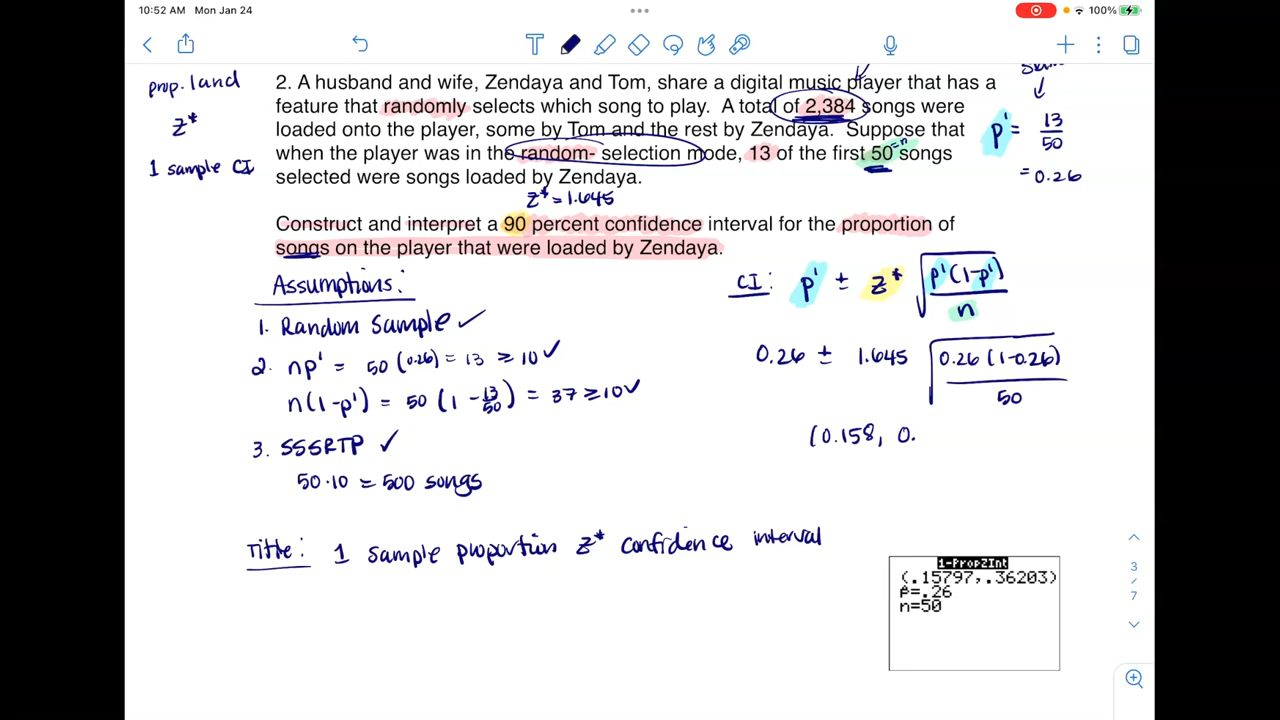 10:52 AM Mon Jan 24
100%
prop. land
z*
1 sample CI
2. A husband and wife, Zendaya and Tom, share a digital music player that has a
feature that randomly selects which song to play. A total of 2,384 songs were
loaded onto the player, some by Tom and the rest by Zendaya. Suppose that
when the player was in the random- selection mode, 13 of the first 50 =n songs
selected were songs loaded by Zendaya.
z* = 1.645
Construct and interpret a 90 percent confidence interval for the proportion of
songs on the player that were loaded by Zendaya.
p' = 13/50
= 0.26
Assumptions:
1. Random Sample ✓
2. np' = 50 (0.26) = 13 ≥ 10 ✓
n(1-p') = 50 (1 - 13/50) = 37 ≥ 10 ✓
3. SSSRTP ✓
50·10 = 500 songs
CI: p' ± z* √(p'(1-p')/n)
0.26 ± 1.645 √(0.26(1-0.26)/50)
(0.158, 0.
Title: 1 sample proportion z* confidence interval
1-PropZInt
(.15797,.36203)
p̂=.26
n=50
3
/
7